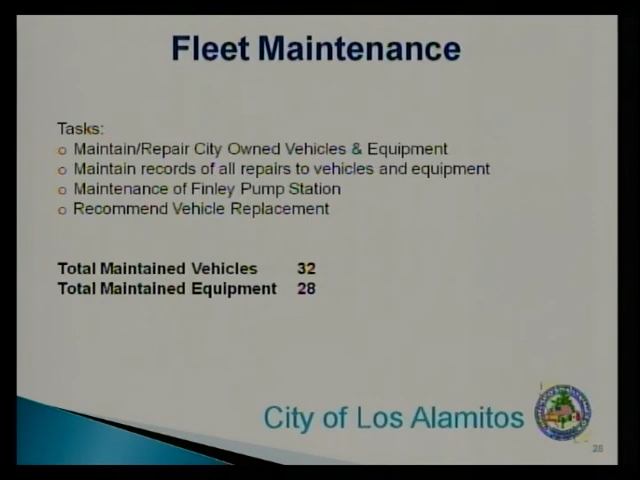 Fleet Maintenance
Tasks:
o Maintain/Repair City Owned Vehicles & Equipment
o Maintain records of all repairs to vehicles and equipment
o Maintenance of Finley Pump Station
o Recommend Vehicle Replacement
Total Maintained Vehicles 32
Total Maintained Equipment 28
City of Los Alamitos